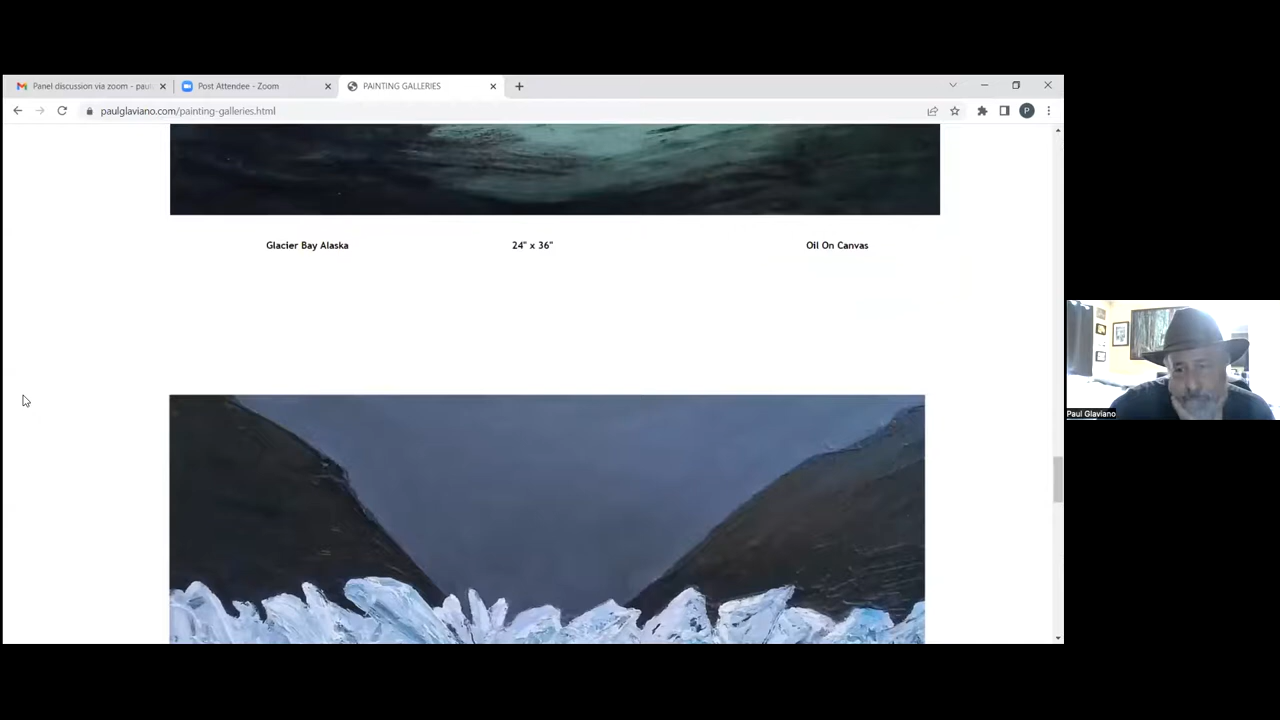 Panel discussion via zoom - paul
Post Attendee - Zoom
PAINTING GALLERIES
paulglaviano.com/painting-galleries.html
P
Glacier Bay Alaska 24" x 36" Oil On Canvas
Paul Glaviano